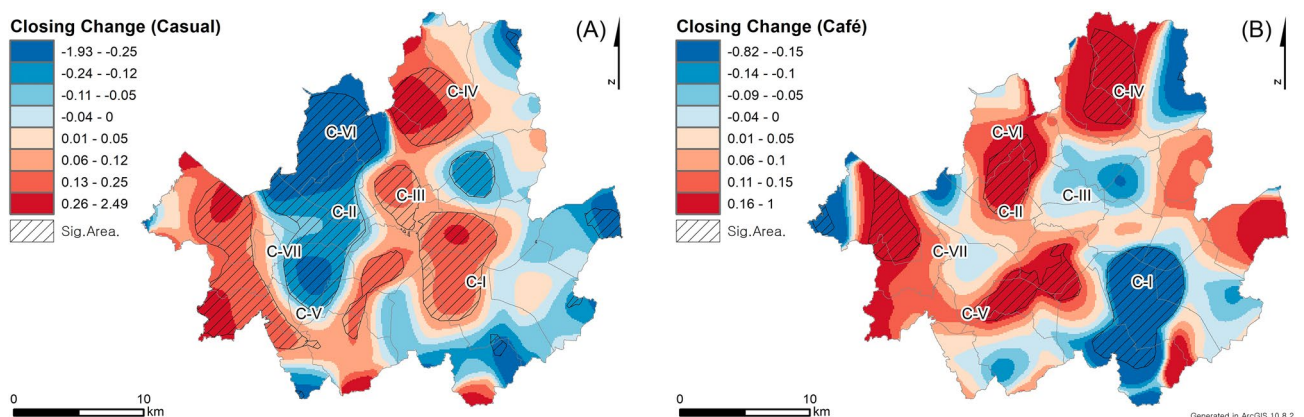 Closing Change (Casual)
-1.93 - -0.25
-0.24 - -0.12
-0.11 - -0.05
-0.04 - 0
0.01 - 0.05
0.06 - 0.12
0.13 - 0.25
0.26 - 2.49
Sig.Area.
(A)
N
C-IV
C-VI
C-III
C-II
C-VII
C-I
C-V
0
10
km
Closing Change (Café)
-0.82 - -0.15
-0.14 - -0.1
-0.09 - -0.05
-0.04 - 0
0.01 - 0.05
0.06 - 0.1
0.11 - 0.15
0.16 - 1
Sig.Area.
(B)
N
C-IV
C-VI
C-III
C-II
C-VII
C-I
C-V
0
10
km
Generated in ArcGIS 10.8.2